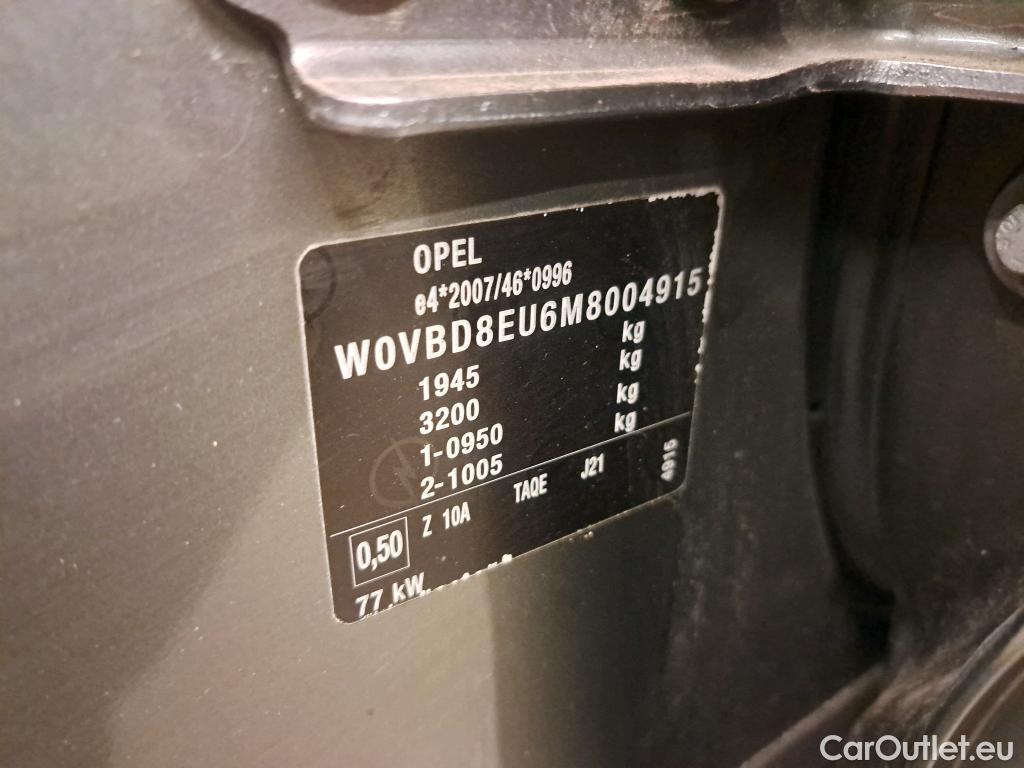 OPEL
e4*2007/46*0996
W0VBD8EU6M8004915
1945 kg
3200 kg
1-0950 kg
2-1005 kg
0,50 Z 10A TAQE J21 4915
77 kW
CarOutlet.eu